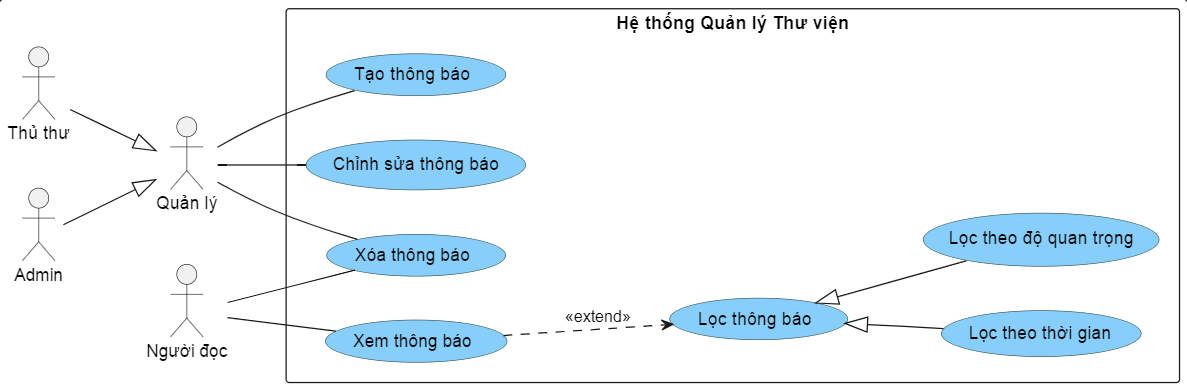 Hệ thống Quản lý Thư viện
Tạo thông báo
Thủ thư
Chỉnh sửa thông báo
Quản lý
Admin
Xóa thông báo
Lọc theo độ quan trọng
«extend»
Lọc thông báo
Lọc theo thời gian
Người đọc
Xem thông báo